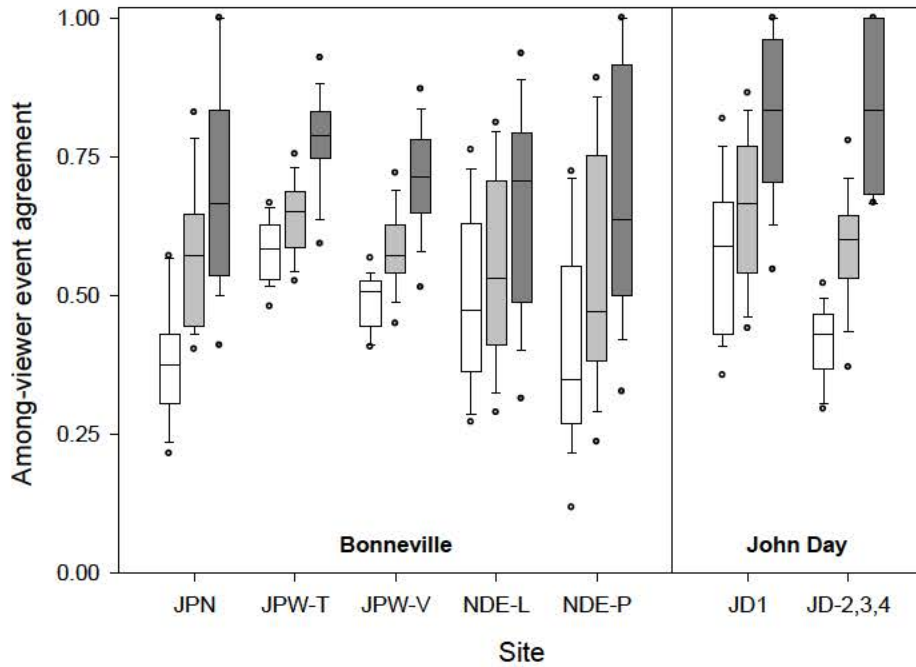 Among-viewer event agreement
1.00
0.75
0.50
0.25
0.00
Bonneville
John Day
JPN JPW-T JPW-V NDE-L NDE-P JD1 JD-2,3,4
Site